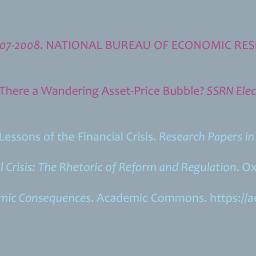 07-2008. NATIONAL BUREAU OF ECONOMIC RES
There a Wandering Asset-Price Bubble? SSRN Elec
Lessons of the Financial Crisis. Research Papers in
l Crisis: The Rhetoric of Reform and Regulation. Ox
mic Consequences. Academic Commons. https://a